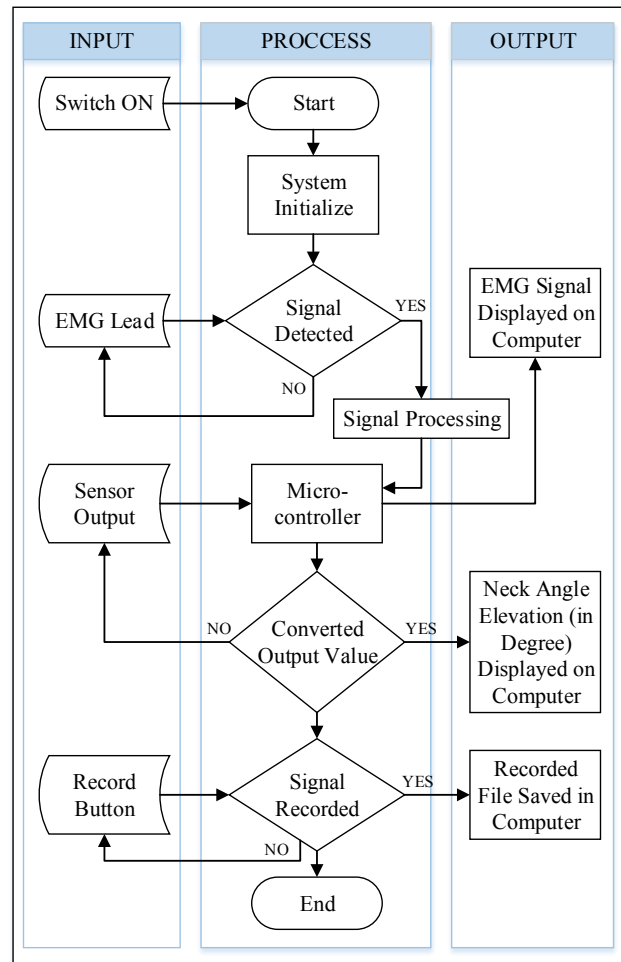 INPUT
PROCCESS
OUTPUT
Switch ON
Start
System
Initialize
EMG Lead
Signal
Detected
YES
NO
EMG Signal
Displayed on
Computer
Signal Processing
Sensor
Output
Micro-
controller
NO
Converted
Output Value
YES
Neck Angle
Elevation (in
Degree)
Displayed on
Computer
Record
Button
Signal
Recorded
YES
NO
Recorded
File Saved in
Computer
End